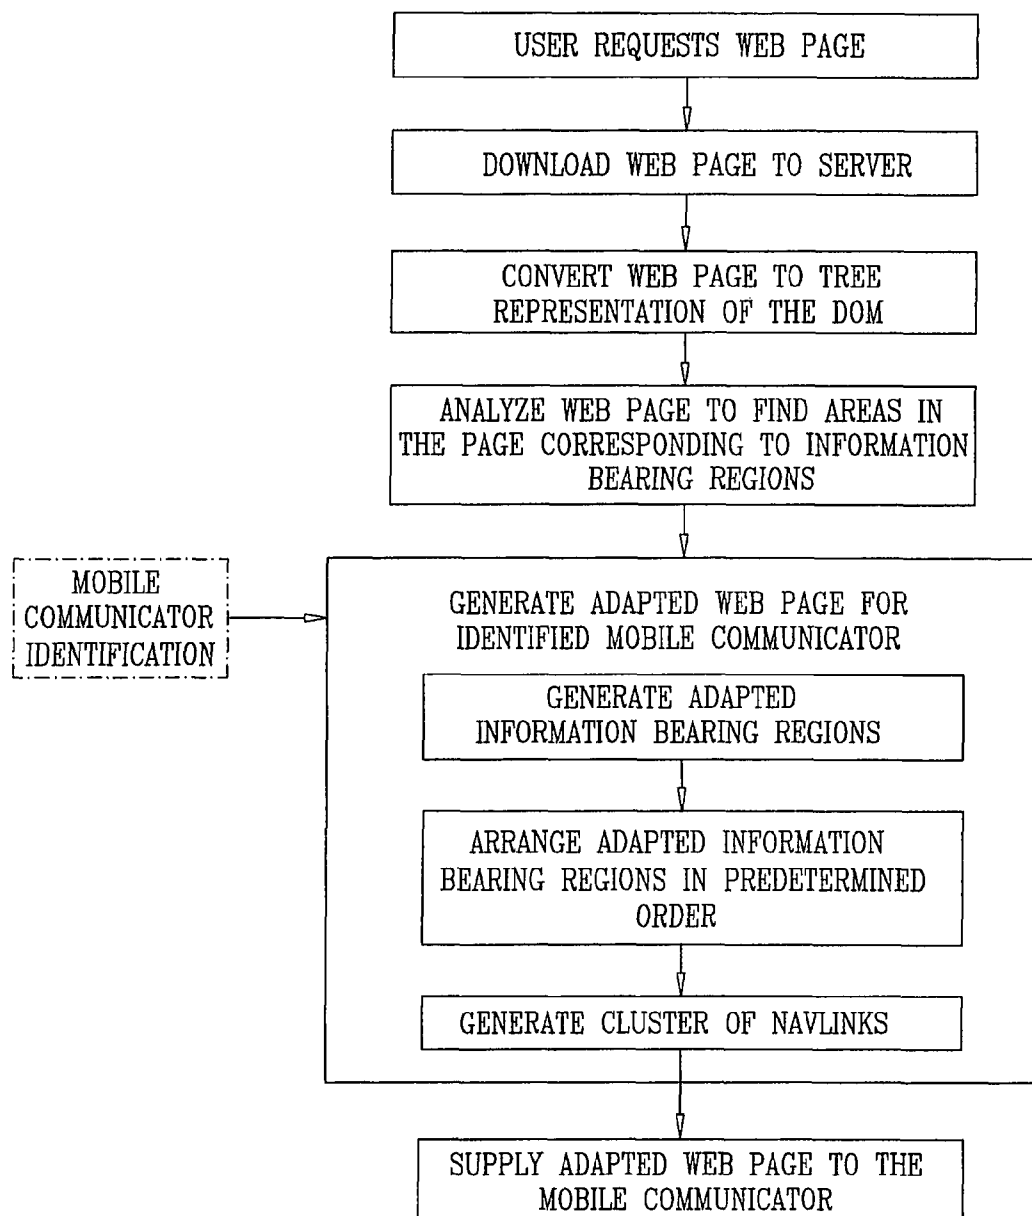 USER REQUESTS WEB PAGE
DOWNLOAD WEB PAGE TO SERVER
CONVERT WEB PAGE TO TREE
REPRESENTATION OF THE DOM
ANALYZE WEB PAGE TO FIND AREAS IN
THE PAGE CORRESPONDING TO INFORMATION
BEARING REGIONS
MOBILE
COMMUNICATOR
IDENTIFICATION
GENERATE ADAPTED WEB PAGE FOR
IDENTIFIED MOBILE COMMUNICATOR
GENERATE ADAPTED
INFORMATION BEARING REGIONS
ARRANGE ADAPTED INFORMATION
BEARING REGIONS IN PREDETERMINED
ORDER
GENERATE CLUSTER OF NAVLINKS
SUPPLY ADAPTED WEB PAGE TO THE
MOBILE COMMUNICATOR